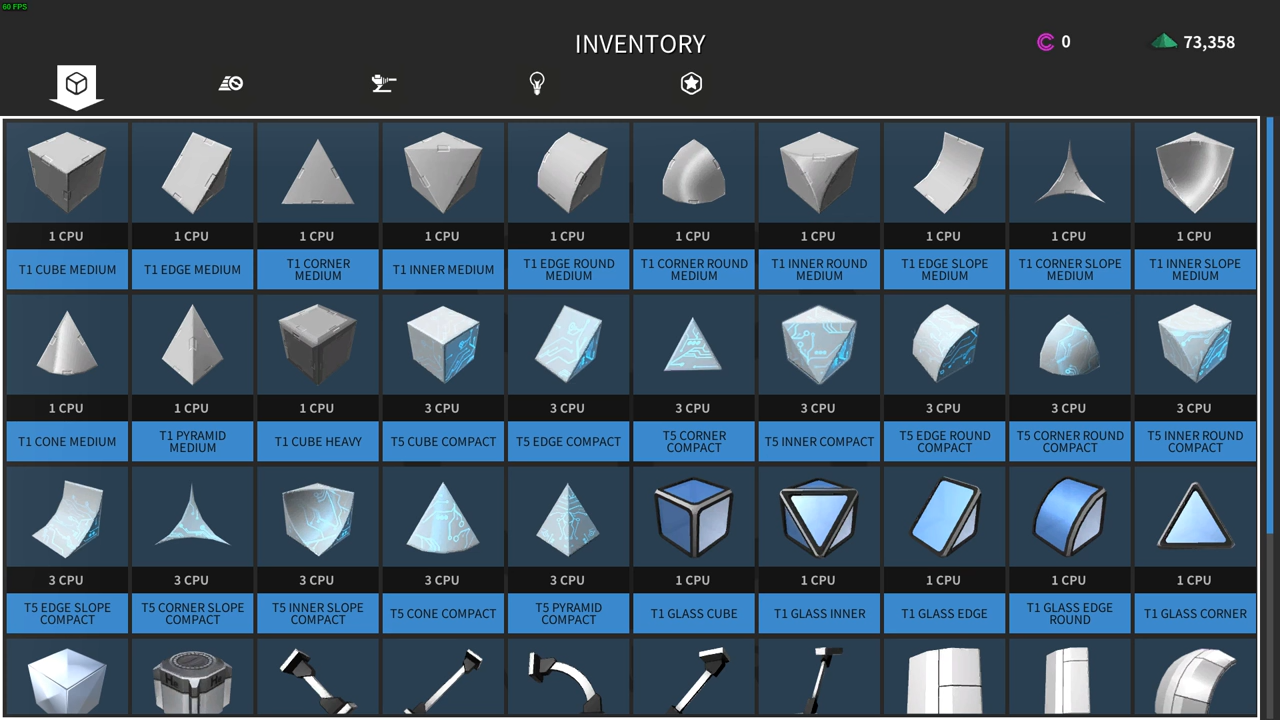 60 FPS
INVENTORY
0
73,358
1 CPU
1 CPU
1 CPU
1 CPU
1 CPU
1 CPU
1 CPU
1 CPU
1 CPU
1 CPU
T1 CUBE MEDIUM
T1 EDGE MEDIUM
T1 CORNER
MEDIUM
T1 INNER MEDIUM
T1 EDGE ROUND
MEDIUM
T1 CORNER ROUND
MEDIUM
T1 INNER ROUND
MEDIUM
T1 EDGE SLOPE
MEDIUM
T1 CORNER SLOPE
MEDIUM
T1 INNER SLOPE
MEDIUM
1 CPU
1 CPU
1 CPU
3 CPU
3 CPU
3 CPU
3 CPU
3 CPU
3 CPU
3 CPU
T1 CONE MEDIUM
T1 PYRAMID
MEDIUM
T1 CUBE HEAVY
T5 CUBE COMPACT
T5 EDGE COMPACT
T5 CORNER
COMPACT
T5 INNER COMPACT
T5 EDGE ROUND
COMPACT
T5 CORNER ROUND
COMPACT
T5 INNER ROUND
COMPACT
3 CPU
3 CPU
3 CPU
3 CPU
3 CPU
1 CPU
1 CPU
1 CPU
1 CPU
1 CPU
T5 EDGE SLOPE
COMPACT
T5 CORNER SLOPE
COMPACT
T5 INNER SLOPE
COMPACT
T5 CONE COMPACT
T5 PYRAMID
COMPACT
T1 GLASS CUBE
T1 GLASS INNER
T1 GLASS EDGE
T1 GLASS EDGE
ROUND
T1 GLASS CORNER